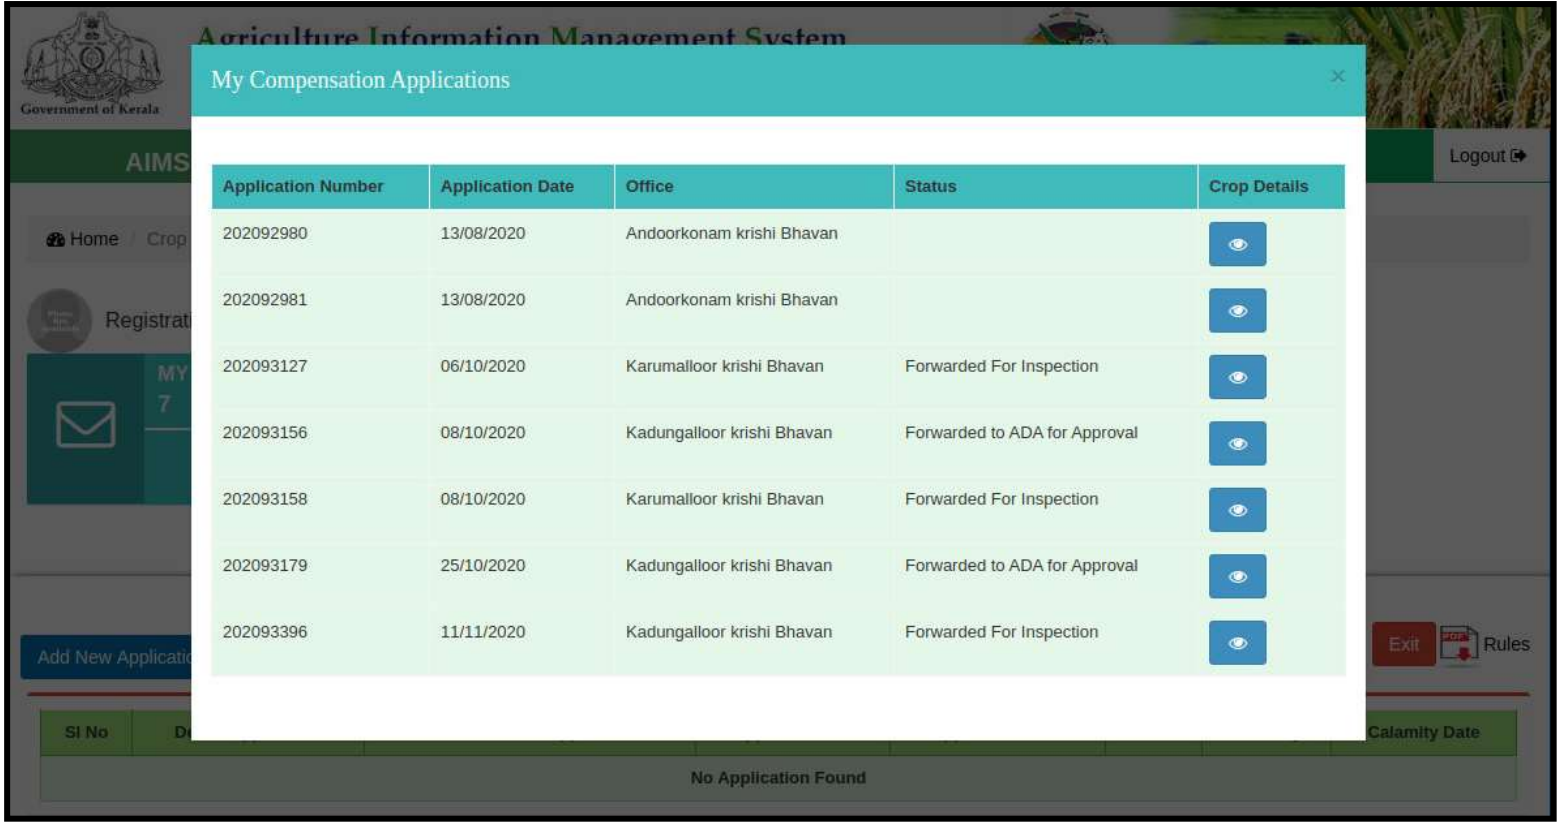 Agriculture Information Management System
Government of Kerala
My Compensation Applications ×
AIMS
Logout
Home / Crop
Registrati
MY
7
Application Number Application Date Office Status Crop Details
202092980 13/08/2020 Andoorkonam krishi Bhavan
202092981 13/08/2020 Andoorkonam krishi Bhavan
202093127 06/10/2020 Karumalloor krishi Bhavan Forwarded For Inspection
202093156 08/10/2020 Kadungalloor krishi Bhavan Forwarded to ADA for Approval
202093158 08/10/2020 Karumalloor krishi Bhavan Forwarded For Inspection
202093179 25/10/2020 Kadungalloor krishi Bhavan Forwarded to ADA for Approval
202093396 11/11/2020 Kadungalloor krishi Bhavan Forwarded For Inspection
Add New Applicatio
Exit PDF Rules
Sl No Calamity Date
No Application Found